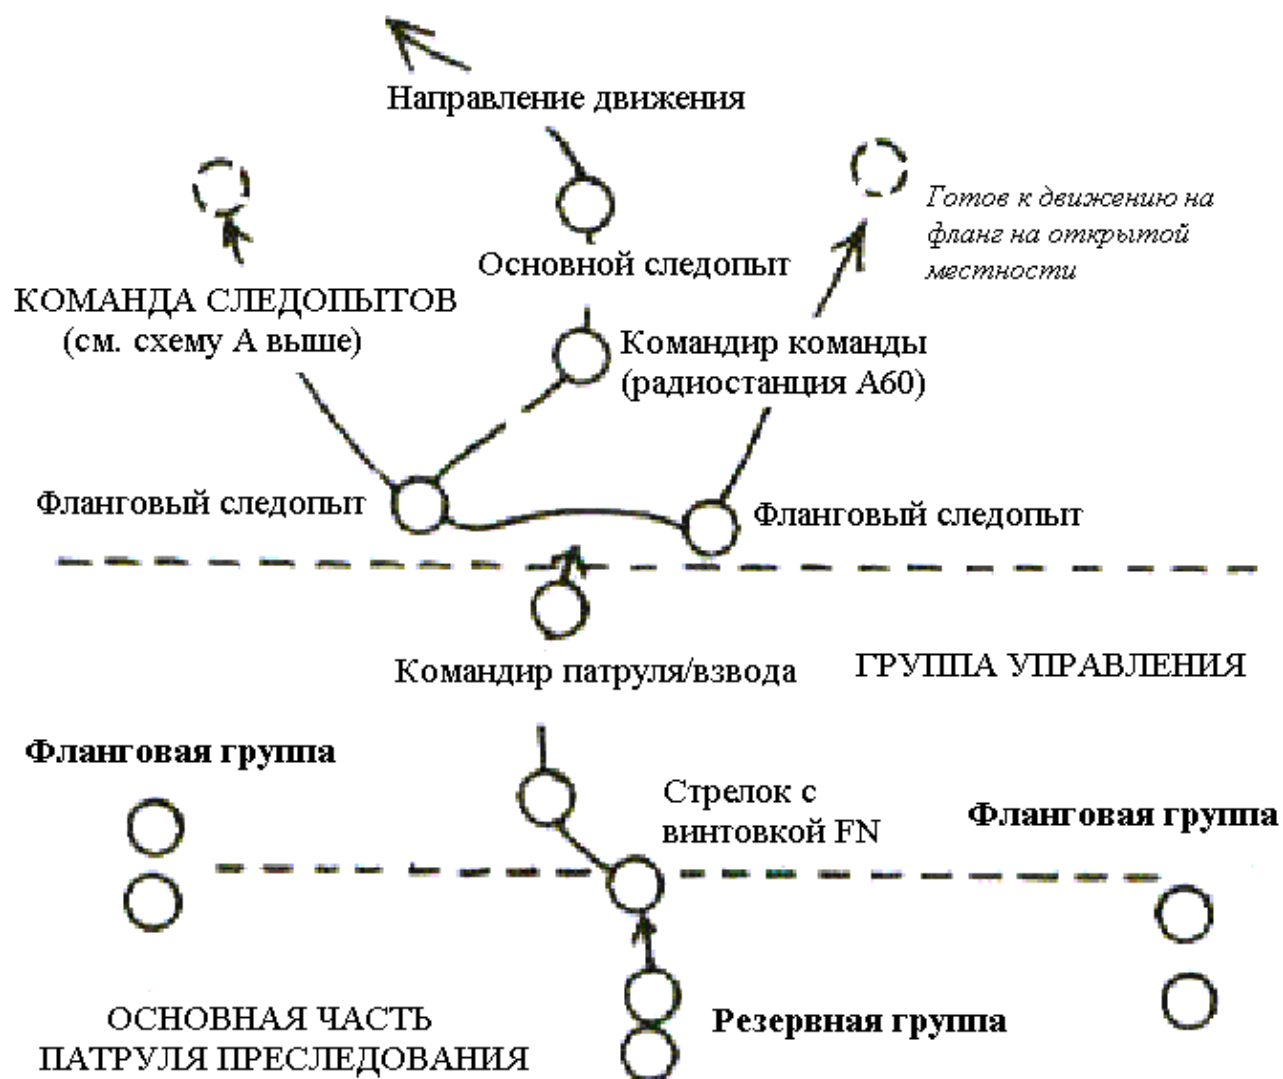 Направление движения
Готов к движению на
фланг на открытой
местности
Основной следопыт
КОМАНДА СЛЕДОПЫТОВ
(см. схему А выше)
Командир команды
(радиостанция А60)
Фланговый следопыт
Фланговый следопыт
Командир патруля/взвода
ГРУППА УПРАВЛЕНИЯ
Фланговая группа
Стрелок с
винтовкой FN
Фланговая группа
ОСНОВНАЯ ЧАСТЬ
ПАТРУЛЯ ПРЕСЛЕДОВАНИЯ
Резервная группа